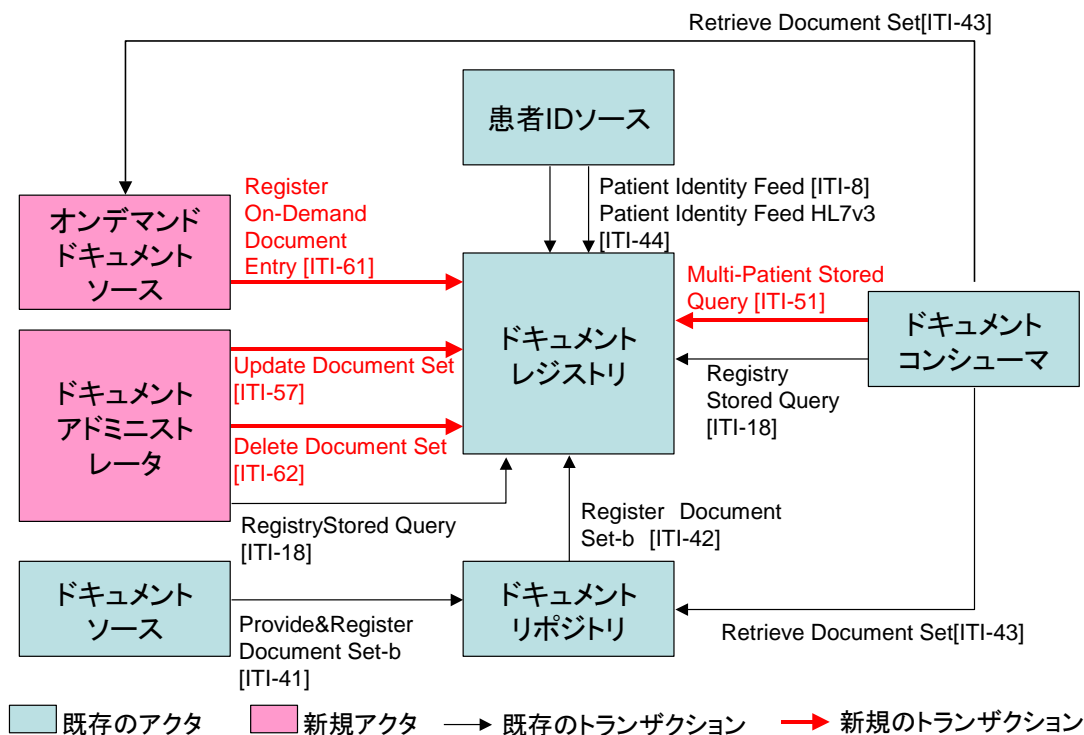 Retrieve Document Set[ITI-43]
患者IDソース
Patient Identity Feed [ITI-8]
Patient Identity Feed HL7v3
[ITI-44]
オンデマンド
ドキュメント
ソース
Register
On-Demand
Document
Entry [ITI-61]
Multi-Patient Stored
Query [ITI-51]
ドキュメント
レジストリ
ドキュメント
コンシューマ
Registry
Stored Query
[ITI-18]
ドキュメント
アドミニスト
レータ
Update Document Set
[ITI-57]
Delete Document Set
[ITI-62]
RegistryStored Query
[ITI-18]
Register Document
Set-b [ITI-42]
ドキュメント
ソース
Provide&Register
Document Set-b
[ITI-41]
ドキュメント
リポジトリ
Retrieve Document Set[ITI-43]
既存のアクタ
新規アクタ
既存のトランザクション
新規のトランザクション